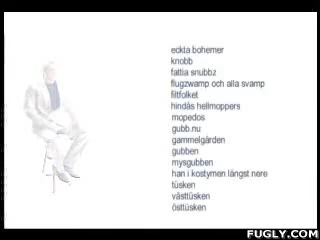 eckta bohemer
knobb
fattia snubbz
flugzwamp och alla svamp
filtfolket
hindås hellmoppers
mopedos
gubb.nu
gammelgården
gubben
mysgubben
han i kostymen längst nere
tüsken
västtüsken
östtüsken
FUGLY.COM™